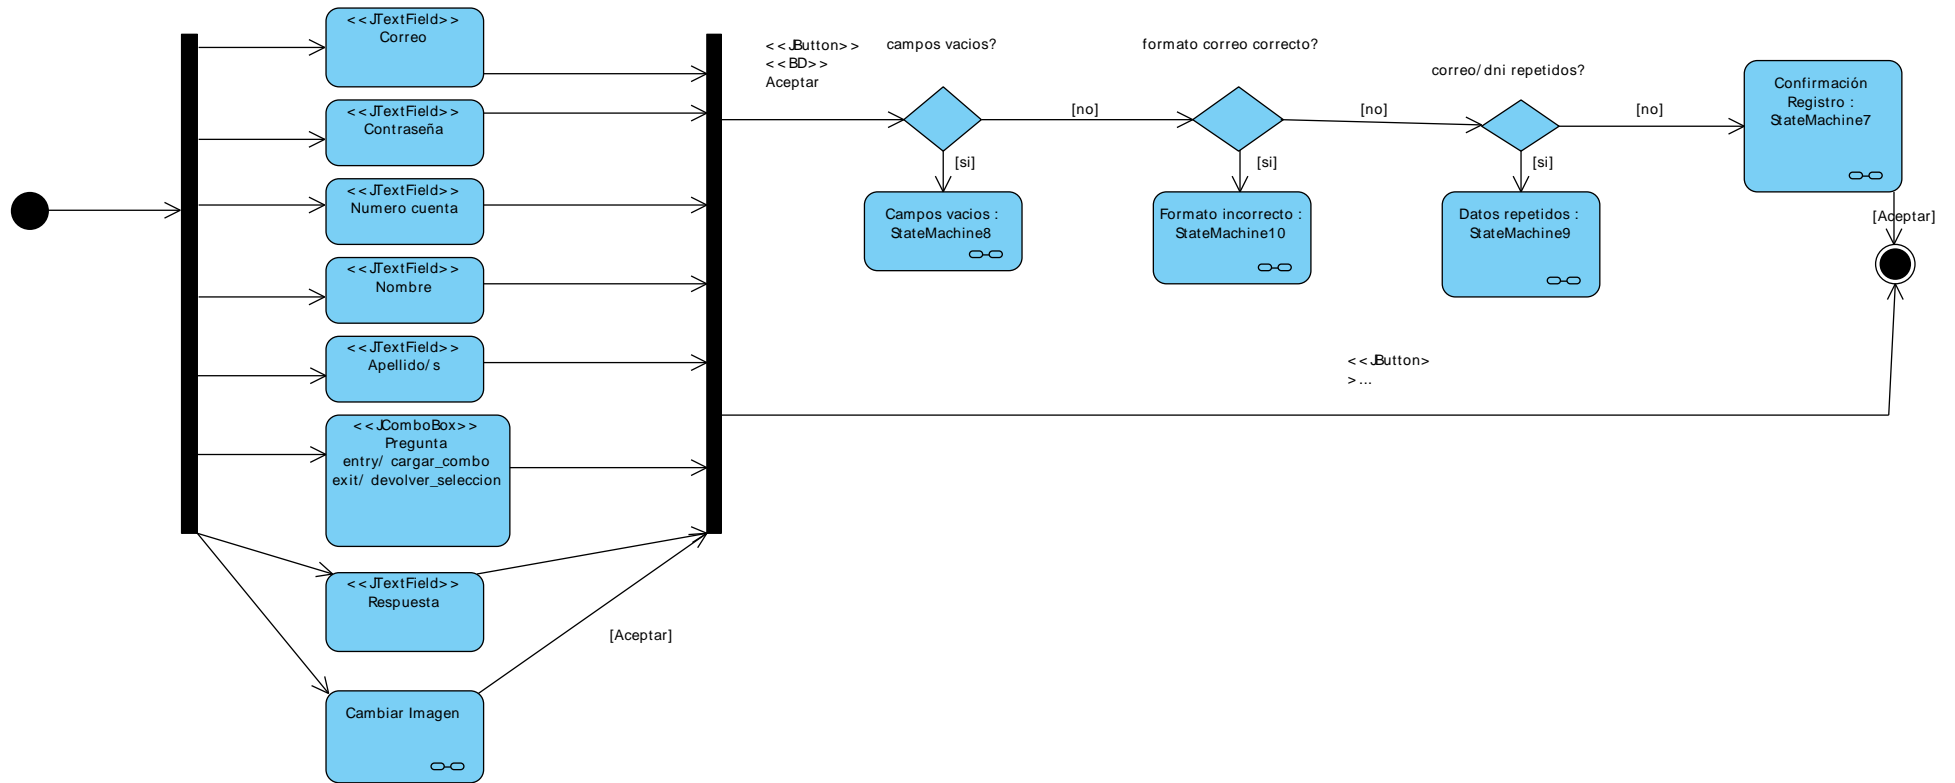 <<JTextField>>
Correo
<<JTextField>>
Contraseña
<<JTextField>>
Numero cuenta
<<JTextField>>
Nombre
<<JTextField>>
Apellido/s
<<JComboBox>>
Pregunta
entry/ cargar_combo
exit/ devolver_seleccion
<<JTextField>>
Respuesta
Cambiar Imagen
[Aceptar]
<<JButton>>
<<BD>>
Aceptar
campos vacios?
[no]
[si]
Campos vacios :
StateMachine8
formato correo correcto?
[no]
[si]
Formato incorrecto :
StateMachine10
correo/dni repetidos?
[no]
[si]
Datos repetidos :
StateMachine9
Confirmación
Registro :
StateMachine7
[Aceptar]
<<JButton>
>...